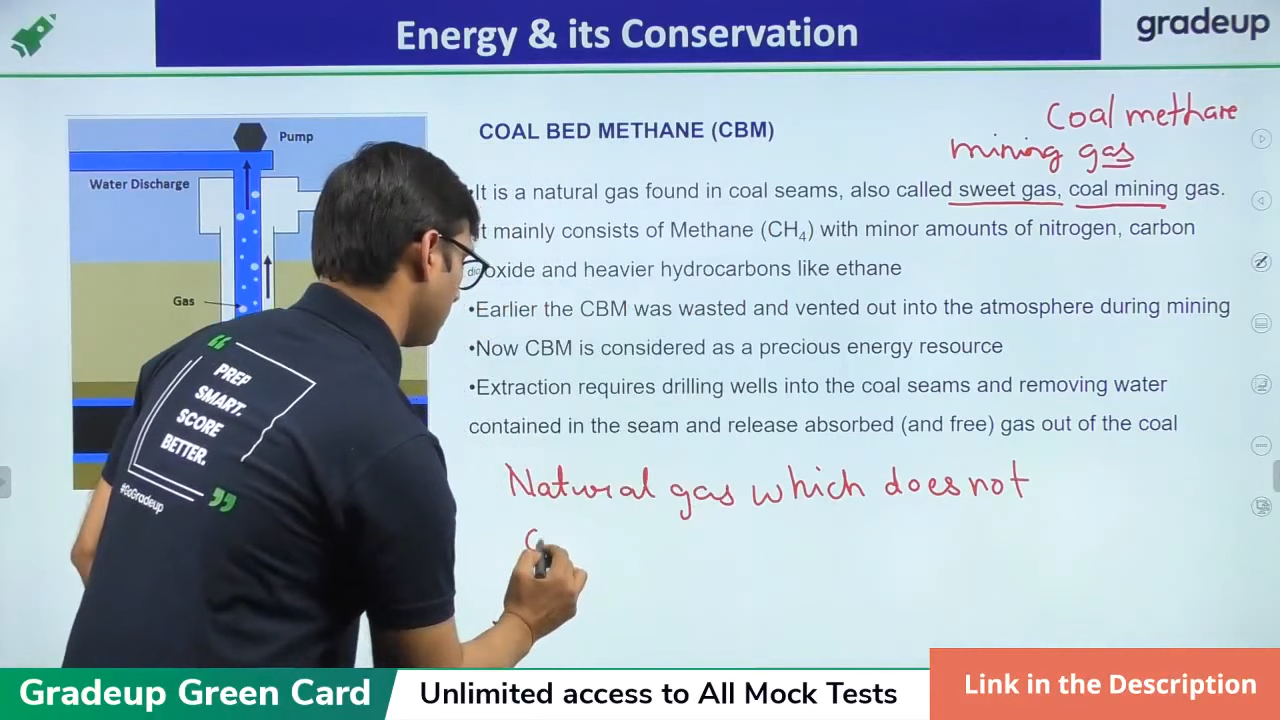 Energy & its Conservation
gradeup
Coal methane
mining gas
COAL BED METHANE (CBM)
Pump
Water Discharge
Gas
It is a natural gas found in coal seams, also called sweet gas, coal mining gas.
t mainly consists of Methane (CH₄) with minor amounts of nitrogen, carbon
dioxide and heavier hydrocarbons like ethane
•Earlier the CBM was wasted and vented out into the atmosphere during mining
•Now CBM is considered as a precious energy resource
•Extraction requires drilling wells into the coal seams and removing water
contained in the seam and release absorbed (and free) gas out of the coal
Natural gas which does not
PREP
SMART.
SCORE
BETTER.
#GoGradeup
Gradeup Green Card
Unlimited access to All Mock Tests
Link in the Description